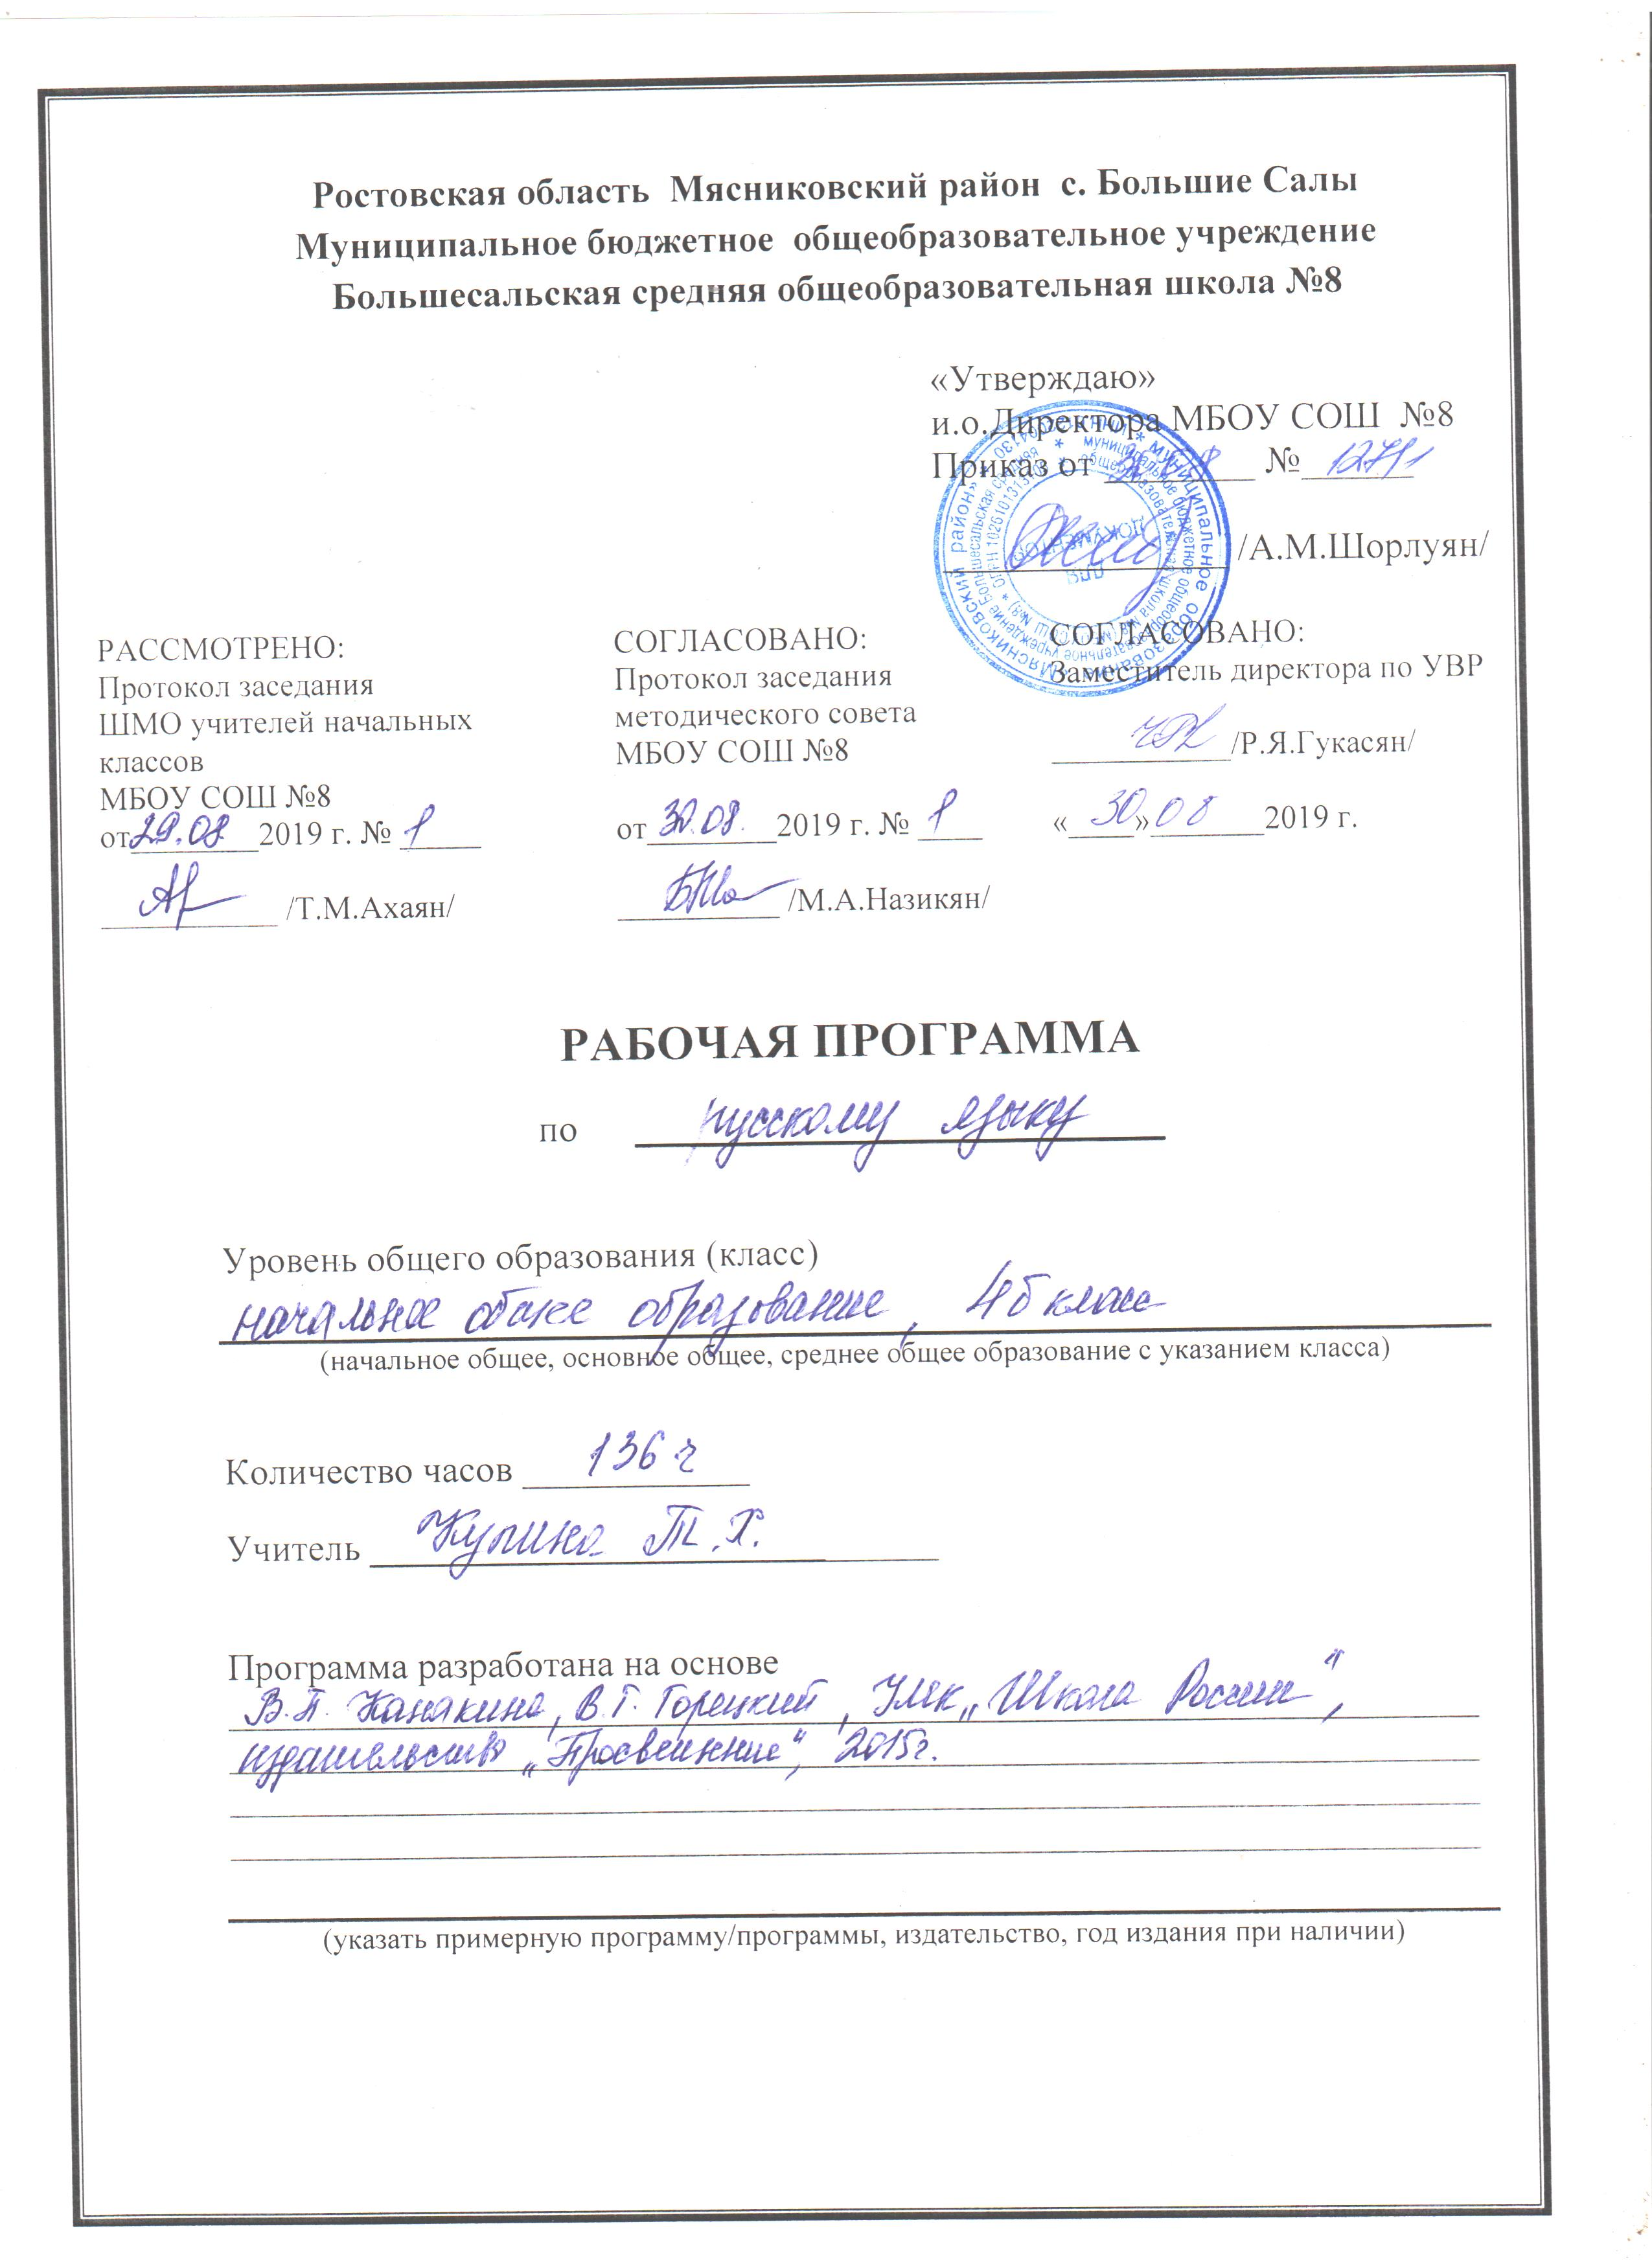 Ростовская область Мясниковский район с. Большие Салы
Муниципальное бюджетное общеобразовательное учреждение
Большесальская средняя общеобразовательная школа №8
«Утверждаю»
и.о.Директора МБОУ СОШ №8
Приказ от №
/А.М.Шорлуян/
РАССМОТРЕНО:
Протокол заседания
ШМО учителей начальных
классов
МБОУ СОШ №8
от 29.08 2019 г. № 1
/Т.М.Ахаян/
СОГЛАСОВАНО:
Протокол заседания
методического совета
МБОУ СОШ №8
от 30.08. 2019 г. № 1
/М.А.Назикян/
СОГЛАСОВАНО:
Заместитель директора по УВР
/Р.Я.Гукасян/
«30» 08 2019 г.
РАБОЧАЯ ПРОГРАММА
по русскому языку
Уровень общего образования (класс)
начальное общее образование, 4б класс
(начальное общее, основное общее, среднее общее образование с указанием класса)
Количество часов 136 ч
Учитель Т.Х.
Программа разработана на основе
В.П. Канакина, В.Г. Горецкий, УМК „Школа России",
издательство „Просвещение", 2015г.
(указать примерную программу/программы, издательство, год издания при наличии)